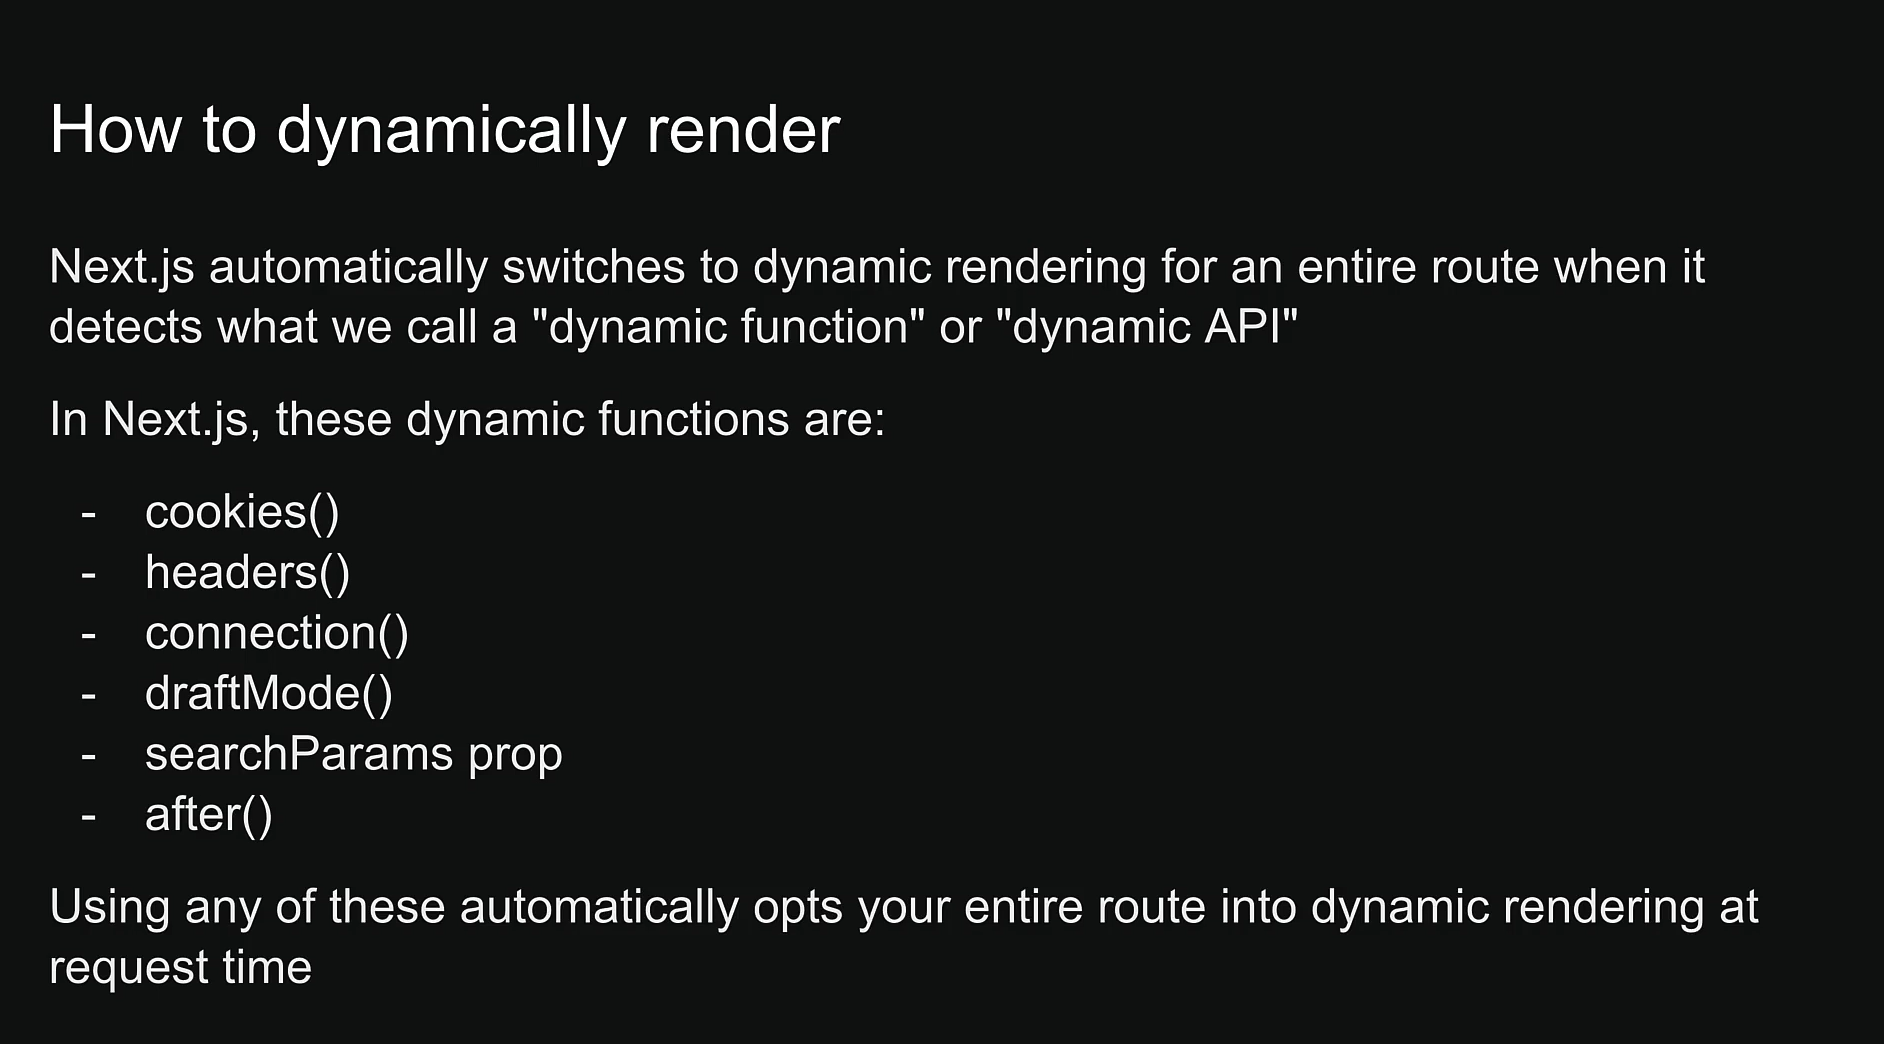 How to dynamically render
Next.js automatically switches to dynamic rendering for an entire route when it
detects what we call a "dynamic function" or "dynamic API"
In Next.js, these dynamic functions are:
- cookies()
- headers()
- connection()
- draftMode()
- searchParams prop
- after()
Using any of these automatically opts your entire route into dynamic rendering at
request time